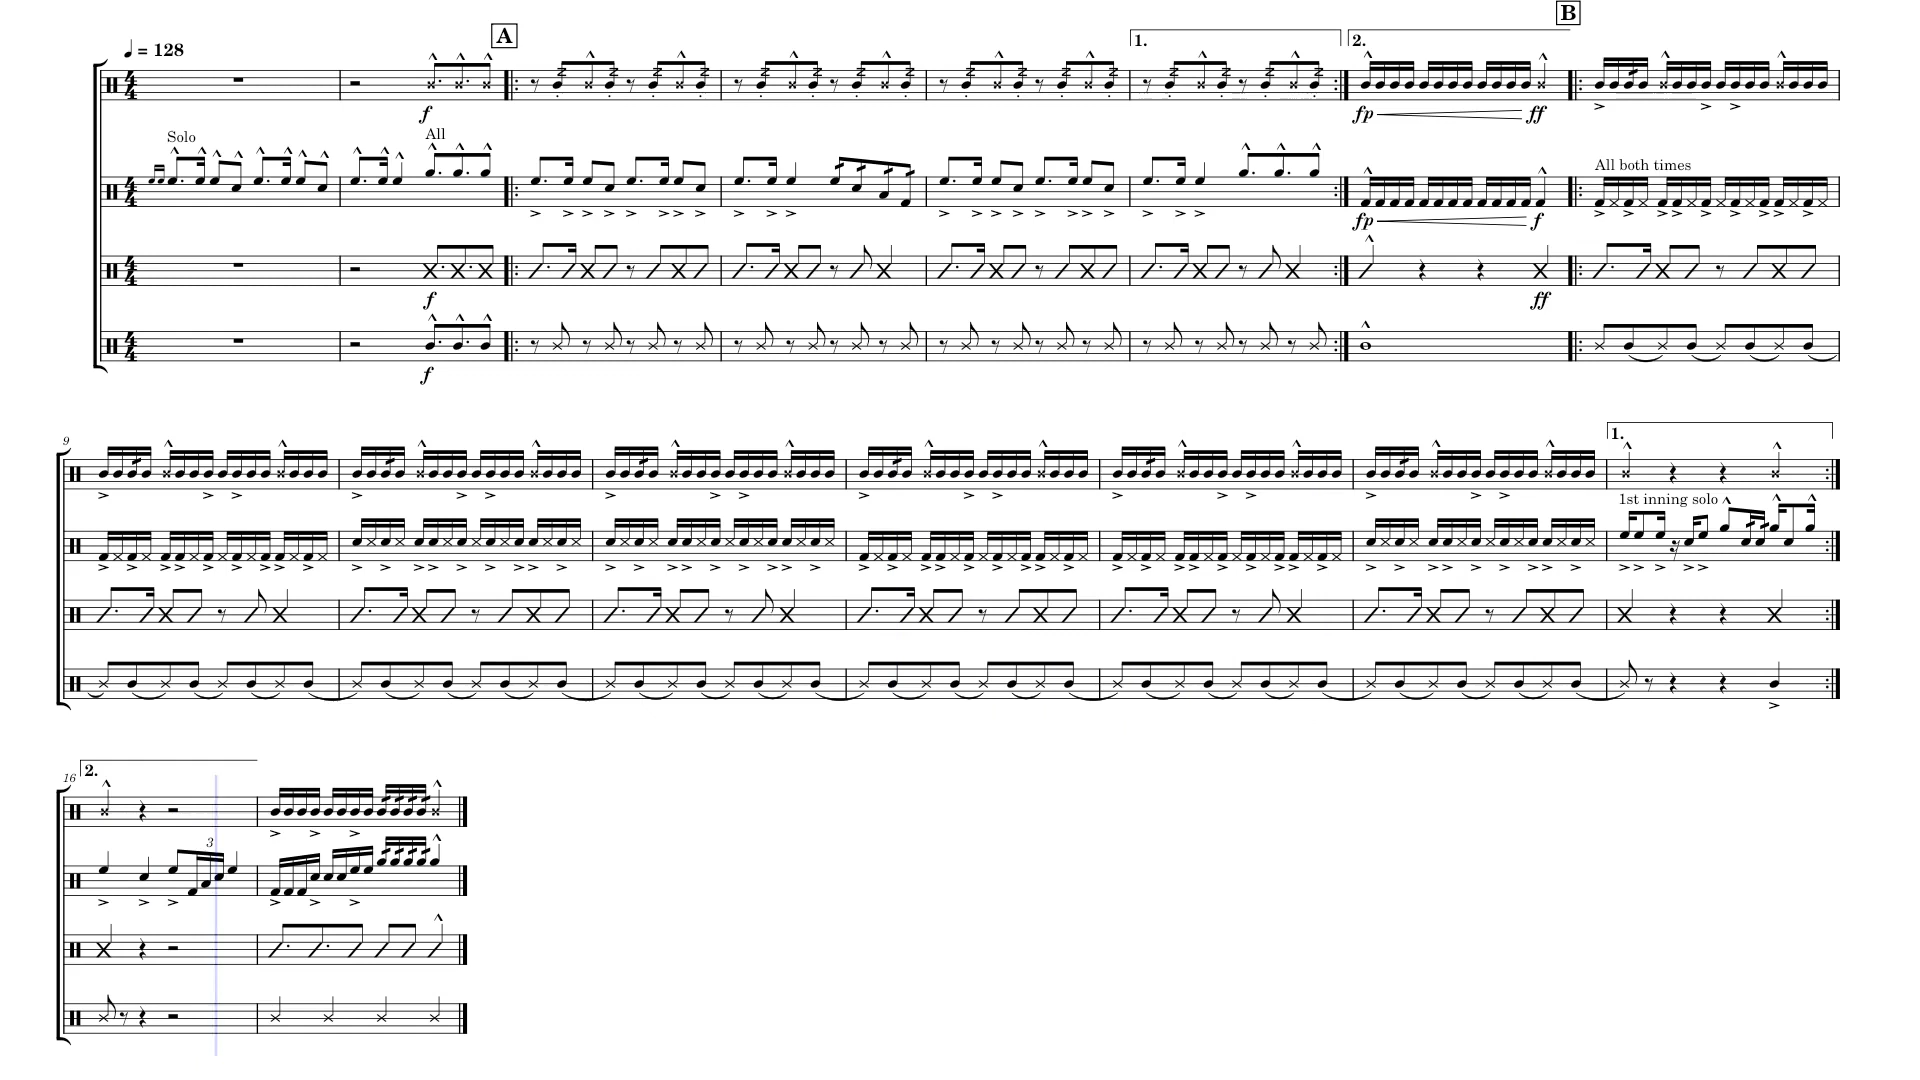 A
B
♩ = 128
1.
2.
f
fp
ff
Solo
All
All both times
fp
f
f
ff
f
9
1.
1st inning solo
16
2.
3